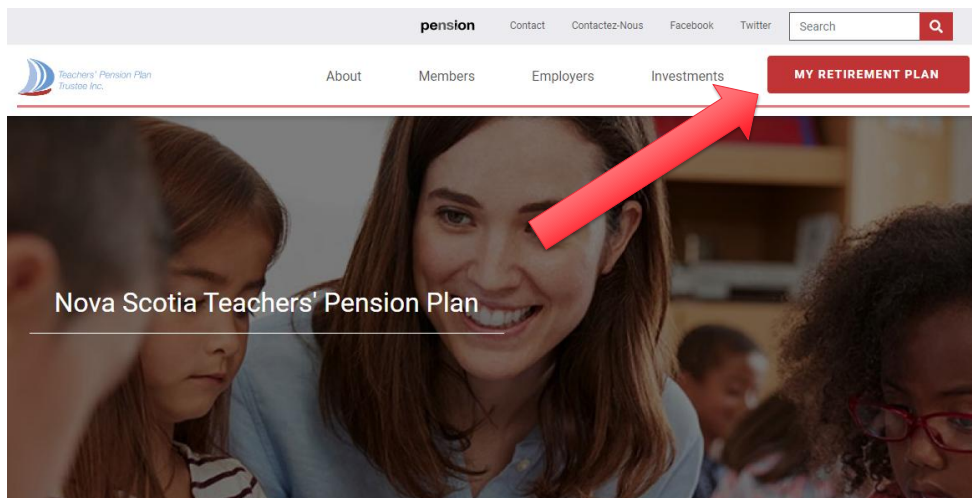 pension Contact Contactez-Nous Facebook Twitter Search
Teachers' Pension Plan
Trustee Inc.
About Members Employers Investments MY RETIREMENT PLAN
Nova Scotia Teachers' Pension Plan